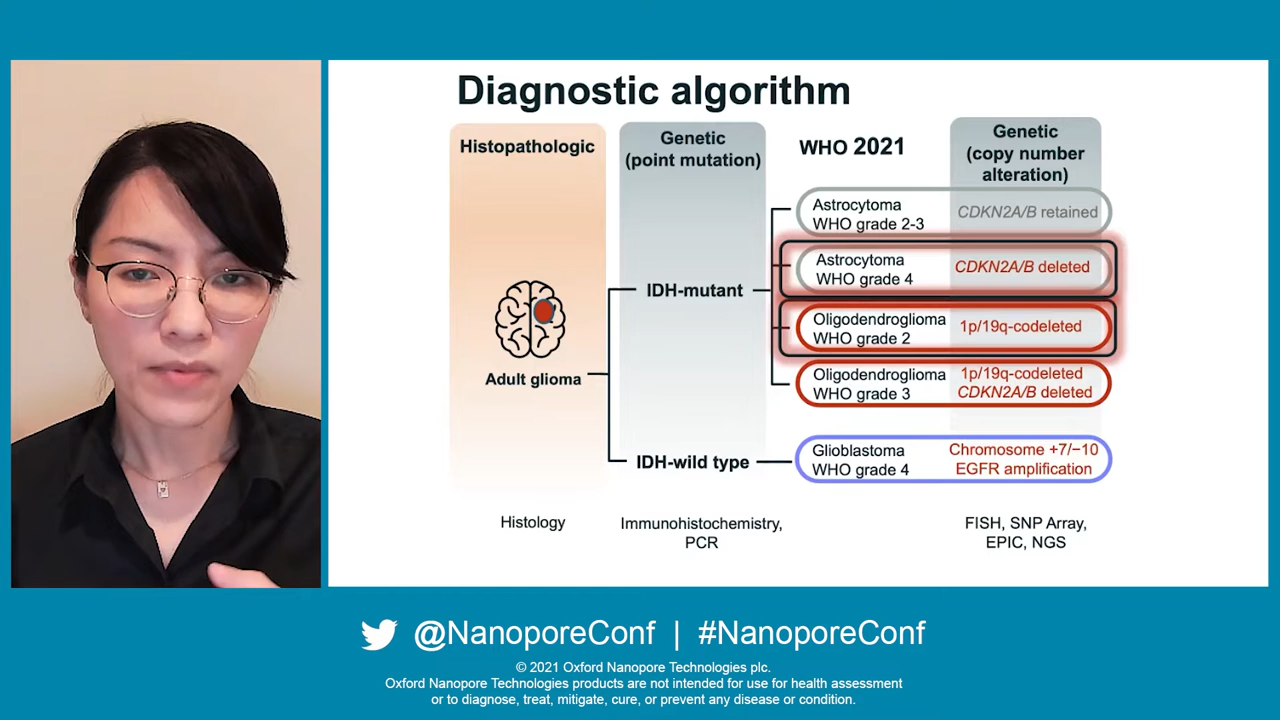 Diagnostic algorithm
Histopathologic
Genetic
(point mutation)
WHO 2021
Genetic
(copy number
alteration)
Adult glioma
IDH-mutant
IDH-wild type
Astrocytoma
WHO grade 2-3
CDKN2A/B retained
Astrocytoma
WHO grade 4
CDKN2A/B deleted
Oligodendroglioma
WHO grade 2
1p/19q-codeleted
Oligodendroglioma
WHO grade 3
1p/19q-codeleted
CDKN2A/B deleted
Glioblastoma
WHO grade 4
Chromosome +7/−10
EGFR amplification
Histology
Immunohistochemistry,
PCR
FISH, SNP Array,
EPIC, NGS
@NanoporeConf | #NanoporeConf
© 2021 Oxford Nanopore Technologies plc.
Oxford Nanopore Technologies products are not intended for use for health assessment
or to diagnose, treat, mitigate, cure, or prevent any disease or condition.